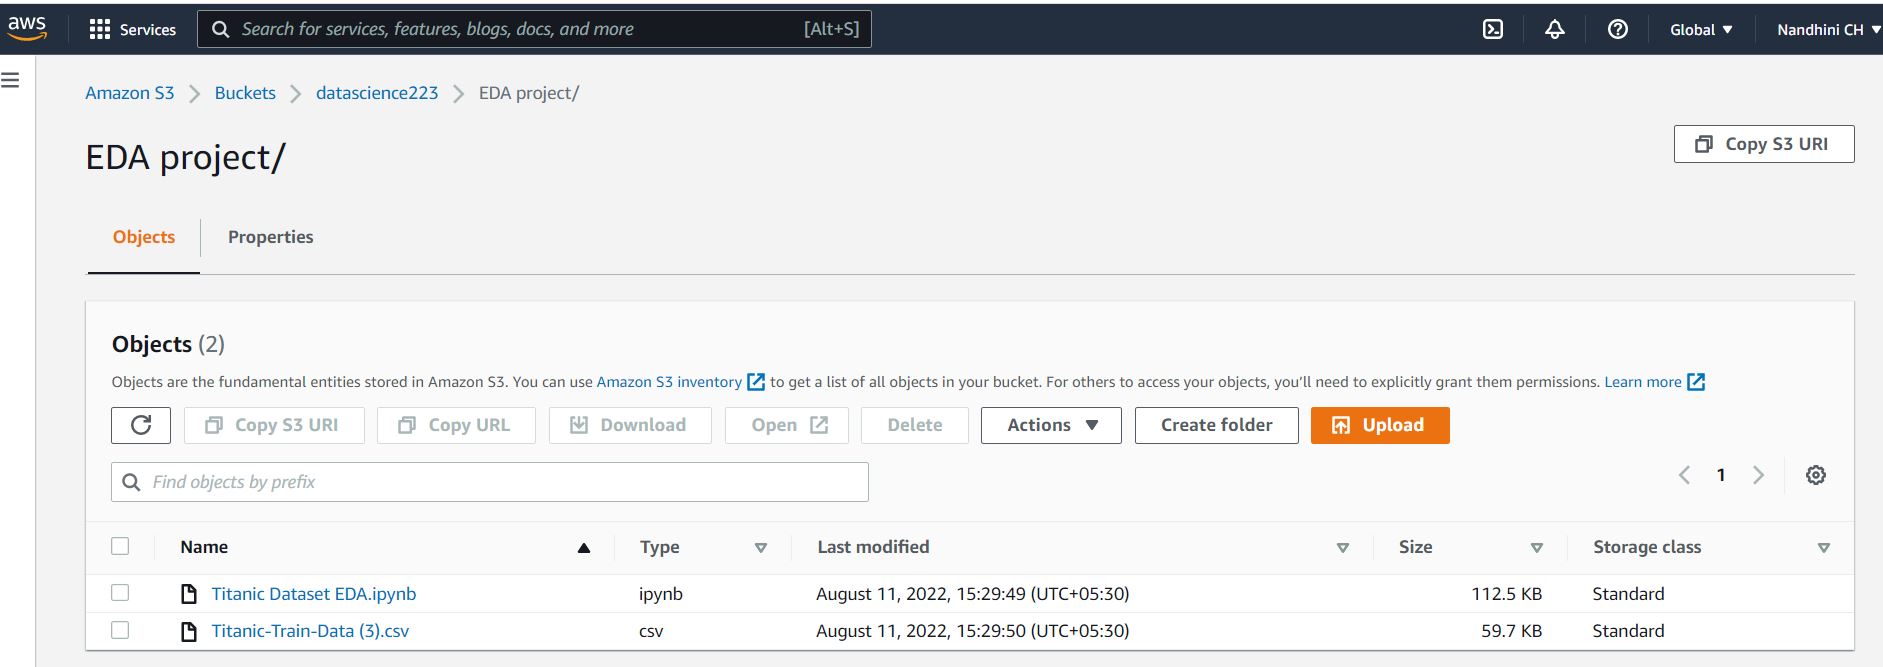 aws Services Search for services, features, blogs, docs, and more [Alt+S] Global Nandhini CH
Amazon S3 Buckets datascience223 EDA project/
EDA project/
Copy S3 URI
Objects Properties
Objects (2)
Objects are the fundamental entities stored in Amazon S3. You can use Amazon S3 inventory to get a list of all objects in your bucket. For others to access your objects, you'll need to explicitly grant them permissions. Learn more
Copy S3 URI Copy URL Download Open Delete Actions Create folder Upload
Find objects by prefix
1
Name Type Last modified Size Storage class
Titanic Dataset EDA.ipynb ipynb August 11, 2022, 15:29:49 (UTC+05:30) 112.5 KB Standard
Titanic-Train-Data (3).csv csv August 11, 2022, 15:29:50 (UTC+05:30) 59.7 KB Standard